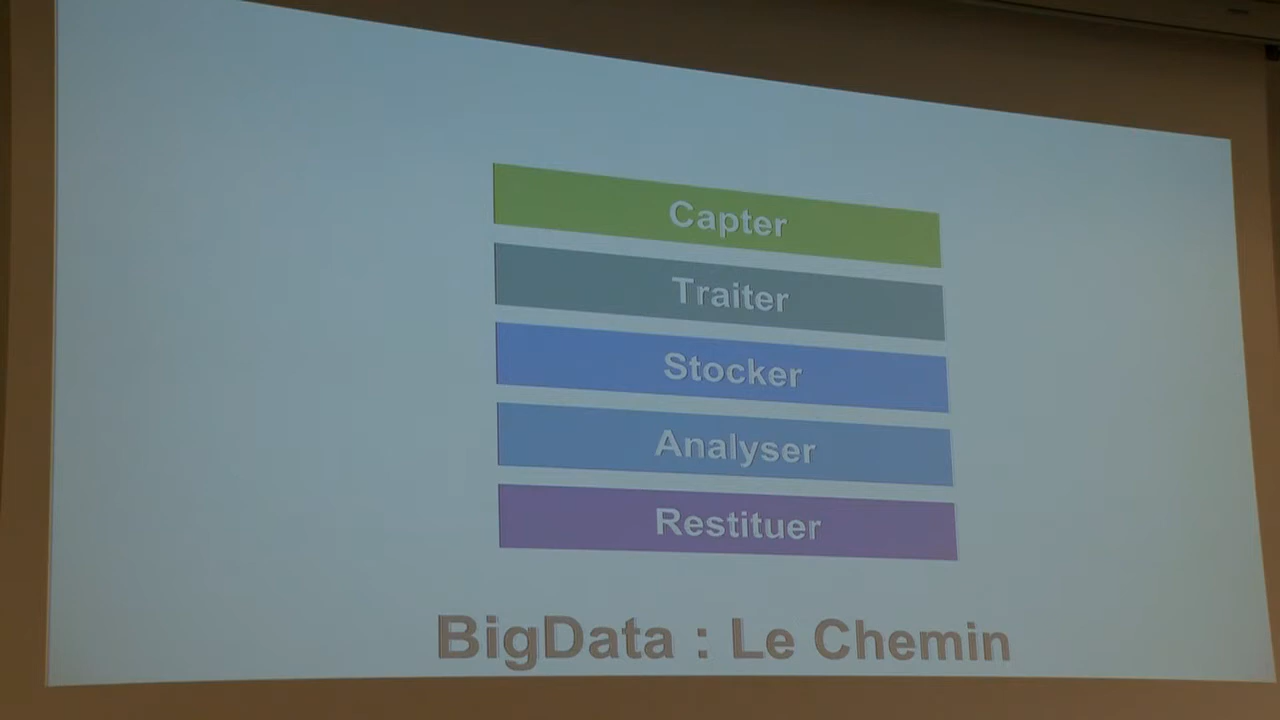 Capter
Traiter
Stocker
Analyser
Restituer
BigData : Le Chemin